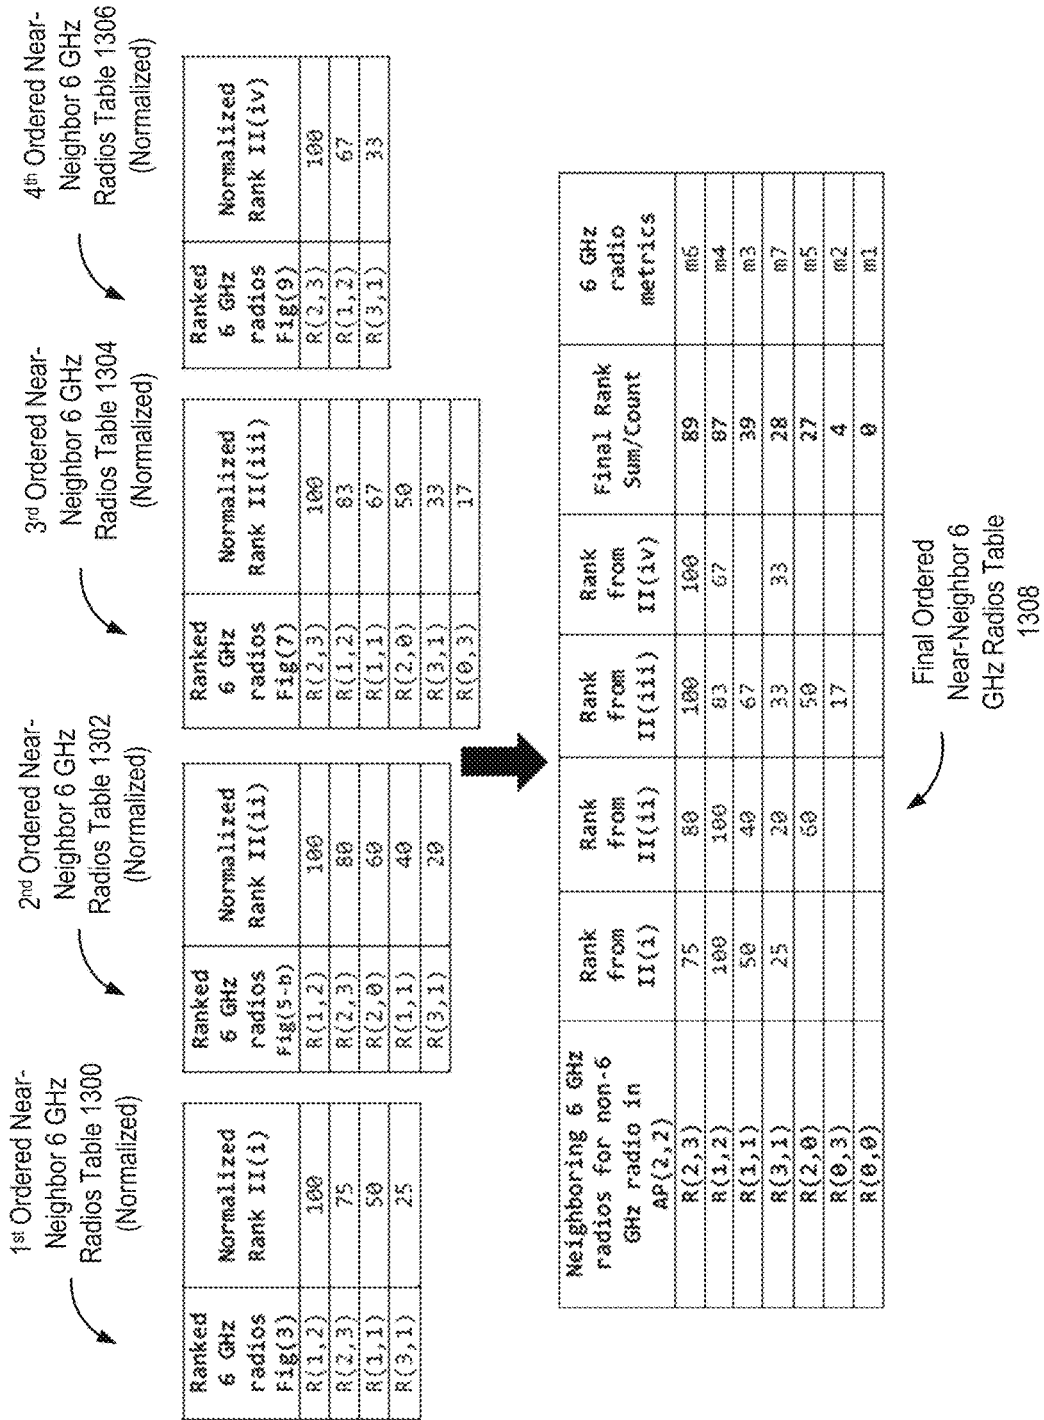 1st Ordered Near-
Neighbor 6 GHz
Radios Table 1300
(Normalized)
Ranked 6 GHz radios Fig(3) Normalized Rank II(i)
R(1,2) 100
R(2,3) 75
R(1,1) 50
R(3,1) 25
2nd Ordered Near-
Neighbor 6 GHz
Radios Table 1302
(Normalized)
Ranked 6 GHz radios Fig(5-b) Normalized Rank II(ii)
R(1,2) 100
R(2,3) 80
R(2,0) 60
R(1,1) 40
R(3,1) 20
3rd Ordered Near-
Neighbor 6 GHz
Radios Table 1304
(Normalized)
Ranked 6 GHz radios Fig(7) Normalized Rank II(iii)
R(2,3) 100
R(1,2) 83
R(1,1) 67
R(2,0) 50
R(3,1) 33
R(0,3) 17
4th Ordered Near-
Neighbor 6 GHz
Radios Table 1306
(Normalized)
Ranked 6 GHz radios Fig(9) Normalized Rank II(iv)
R(2,3) 100
R(1,2) 67
R(3,1) 33
Neighboring 6 GHz radios for non-6 GHz radio in AP(2,2) Rank from II(i) Rank from II(ii) Rank from II(iii) Rank from II(iv) Final Rank Sum/Count 6 GHz radio metrics
R(2,3) 75 80 100 100 89 m6
R(1,2) 100 100 83 67 87 m4
R(1,1) 50 40 67 39 m3
R(3,1) 25 20 33 33 28 m7
R(2,0) 60 50 27 m5
R(0,3) 17 4 m2
R(0,0) 0 m1
Final Ordered
Near-Neighbor 6
GHz Radios Table
1308